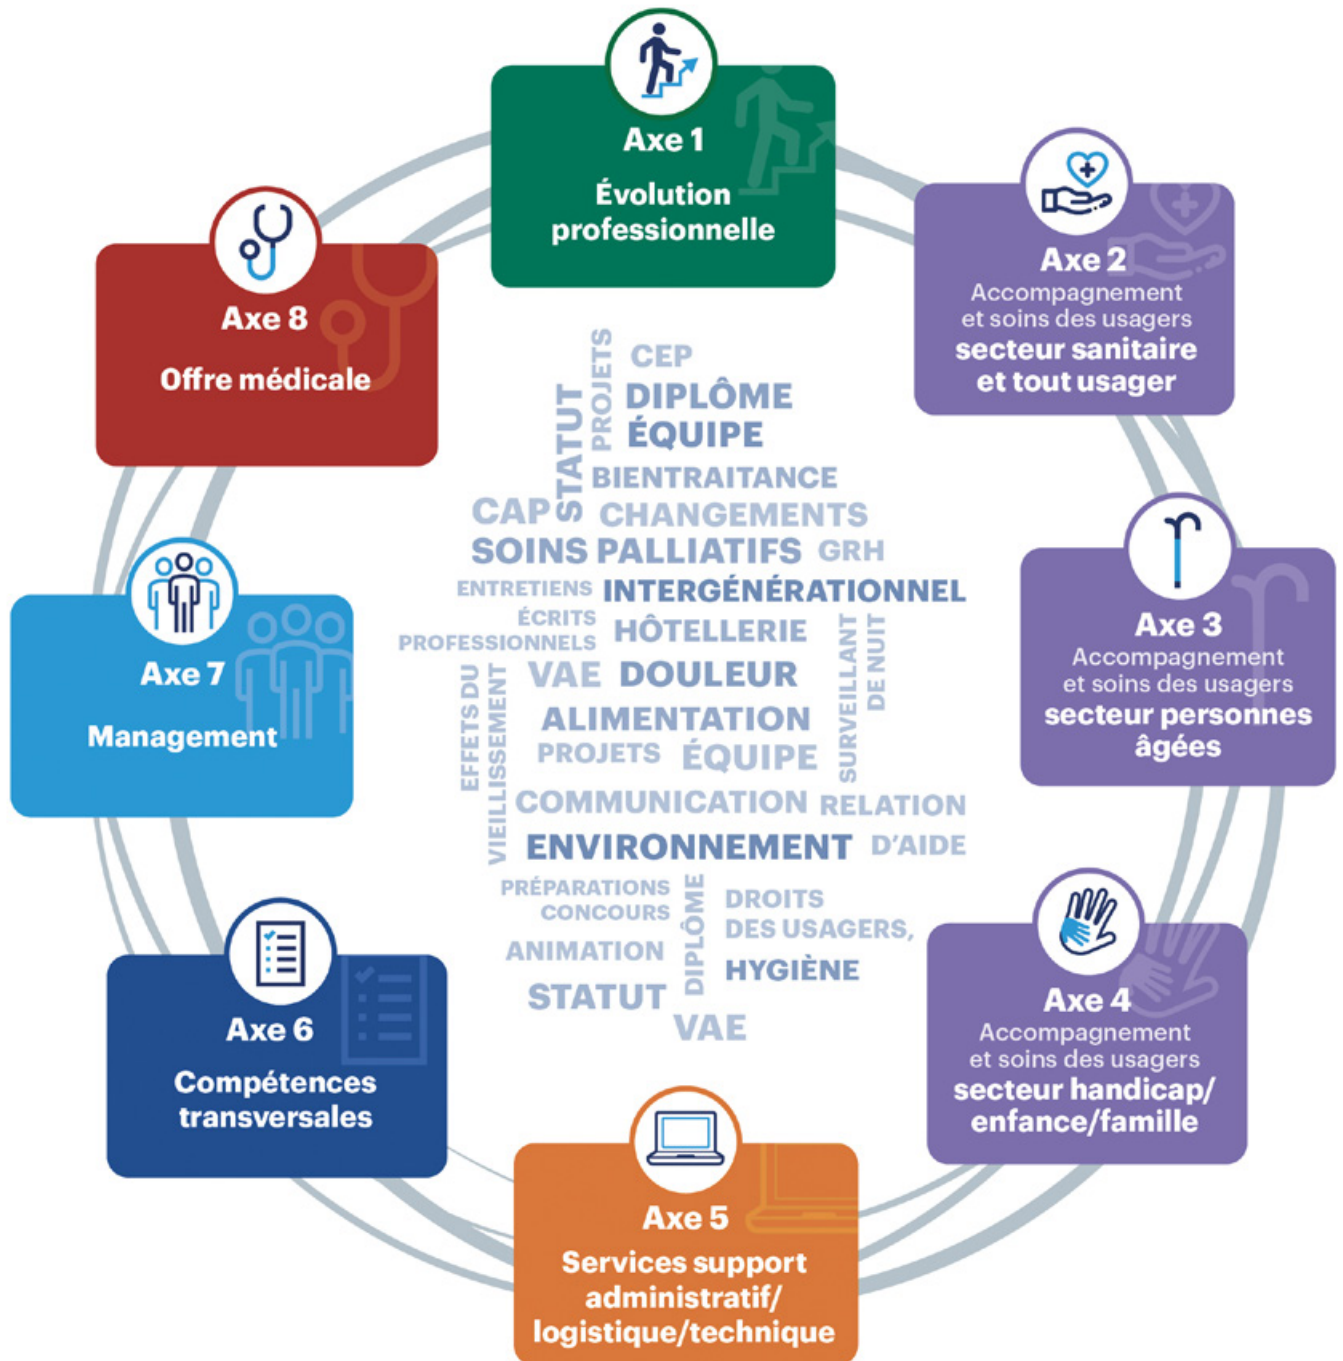 Axe 1
Évolution
professionnelle
Axe 2
Accompagnement
et soins des usagers
secteur sanitaire
et tout usager
Axe 3
Accompagnement
et soins des usagers
secteur personnes
âgées
Axe 4
Accompagnement
et soins des usagers
secteur handicap/
enfance/famille
Axe 5
Services support
administratif/
logistique/technique
Axe 6
Compétences
transversales
Axe 7
Management
Axe 8
Offre médicale
STATUT
PROJETS
CEP
DIPLÔME
ÉQUIPE
BIENTRAITANCE
CAP
CHANGEMENTS
SOINS PALLIATIFS
GRH
ENTRETIENS
INTERGÉNÉRATIONNEL
ÉCRITS
PROFESSIONNELS
HÔTELLERIE
SURVEILLANT
DE NUIT
EFFETS DU
VIEILLISSEMENT
VAE
DOULEUR
ALIMENTATION
PROJETS
ÉQUIPE
COMMUNICATION
RELATION
D'AIDE
ENVIRONNEMENT
PRÉPARATIONS
CONCOURS
DIPLÔME
DROITS
DES USAGERS,
ANIMATION
HYGIÈNE
STATUT
VAE